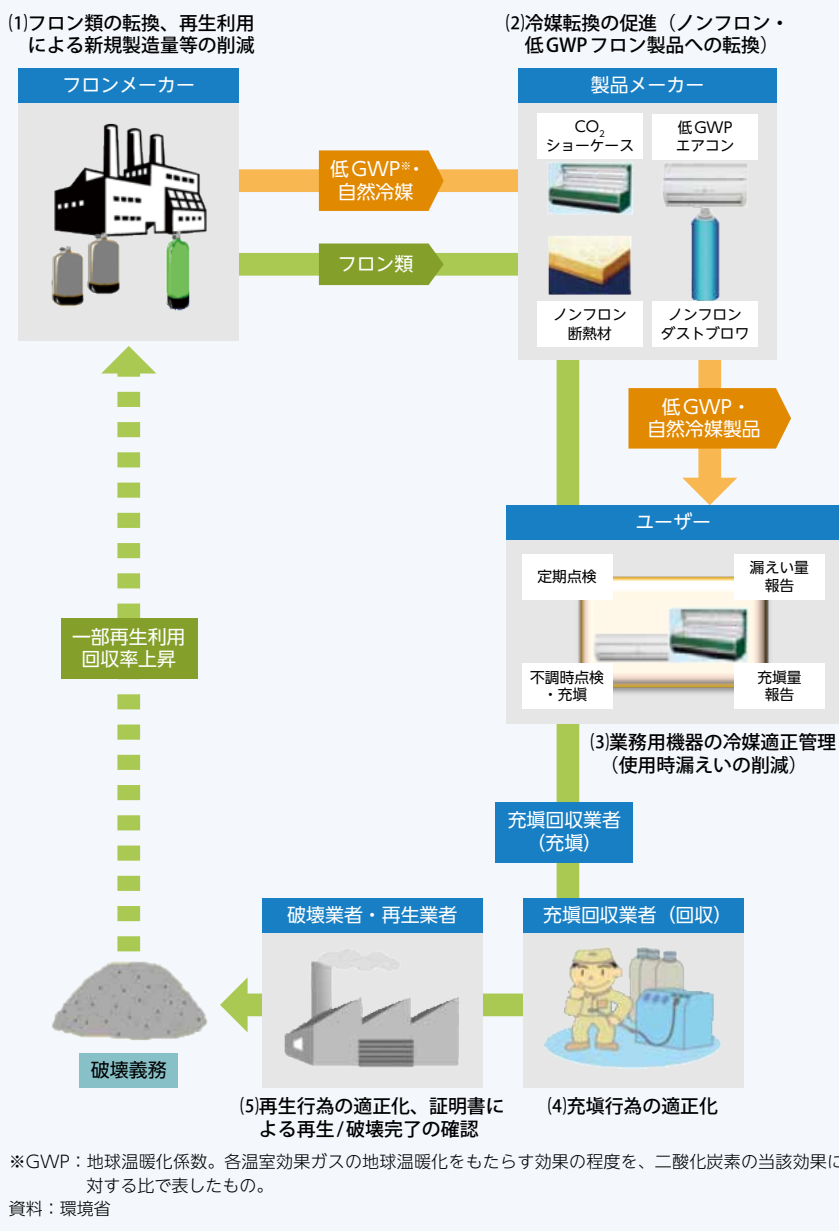 (1)フロン類の転換、再生利用
による新規製造量等の削減
フロンメーカー
低GWP※・
自然冷媒
フロン類
(2)冷媒転換の促進(ノンフロン・
低GWPフロン製品への転換)
製品メーカー
CO₂
ショーケース
低GWP
エアコン
ノンフロン
断熱材
ノンフロン
ダストブロワ
低GWP・
自然冷媒製品
ユーザー
定期点検
漏えい量
報告
不調時点検
・充塡
充塡量
報告
(3)業務用機器の冷媒適正管理
(使用時漏えいの削減)
充塡回収業者
(充塡)
充塡回収業者(回収)
(4)充塡行為の適正化
破壊業者・再生業者
(5)再生行為の適正化、証明書に
よる再生/破壊完了の確認
破壊義務
一部再生利用
回収率上昇
※GWP:地球温暖化係数。各温室効果ガスの地球温暖化をもたらす効果の程度を、二酸化炭素の当該効果に
対する比で表したもの。
資料:環境省